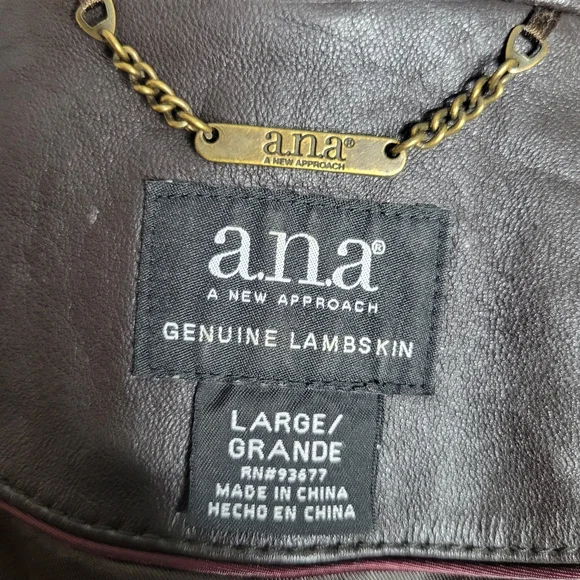 a.n.a®
A NEW APPROACH
a.n.a®
A NEW APPROACH
GENUINE LAMBSKIN
LARGE/
GRANDE
RN#93677
MADE IN CHINA
HECHO EN CHINA